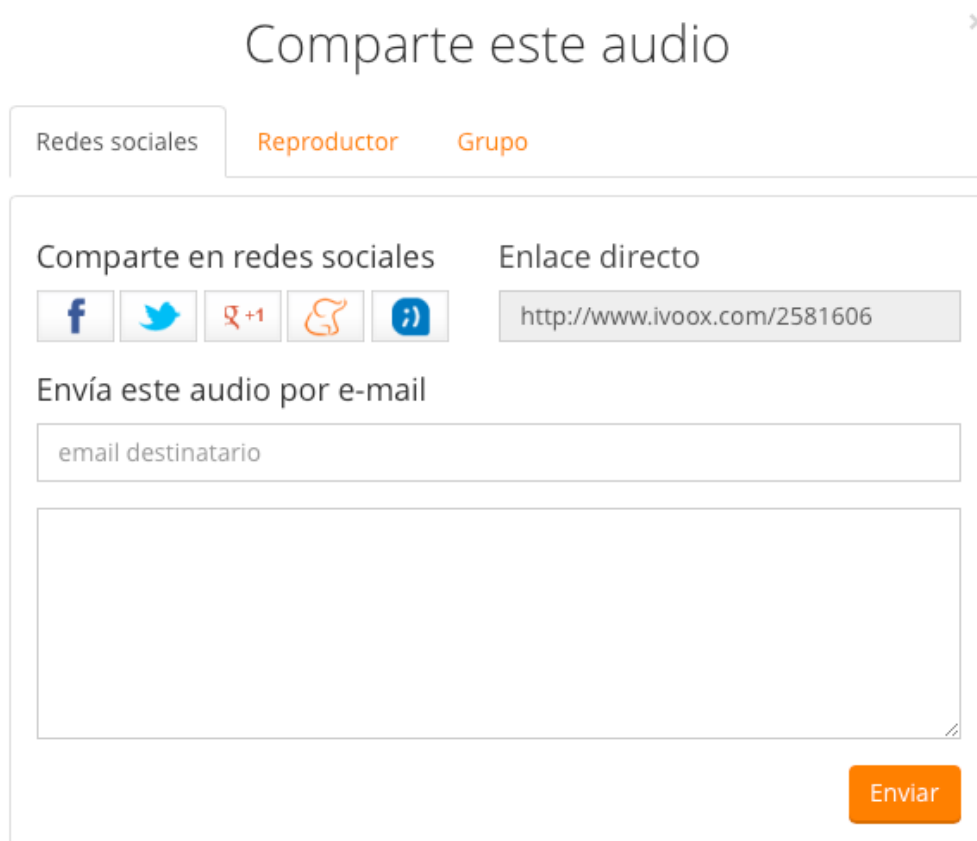 Comparte este audio
Redes sociales
Reproductor
Grupo
Comparte en redes sociales
f
g +1
;)
Enlace directo
http://www.ivoox.com/2581606
Envía este audio por e-mail
email destinatario
Enviar